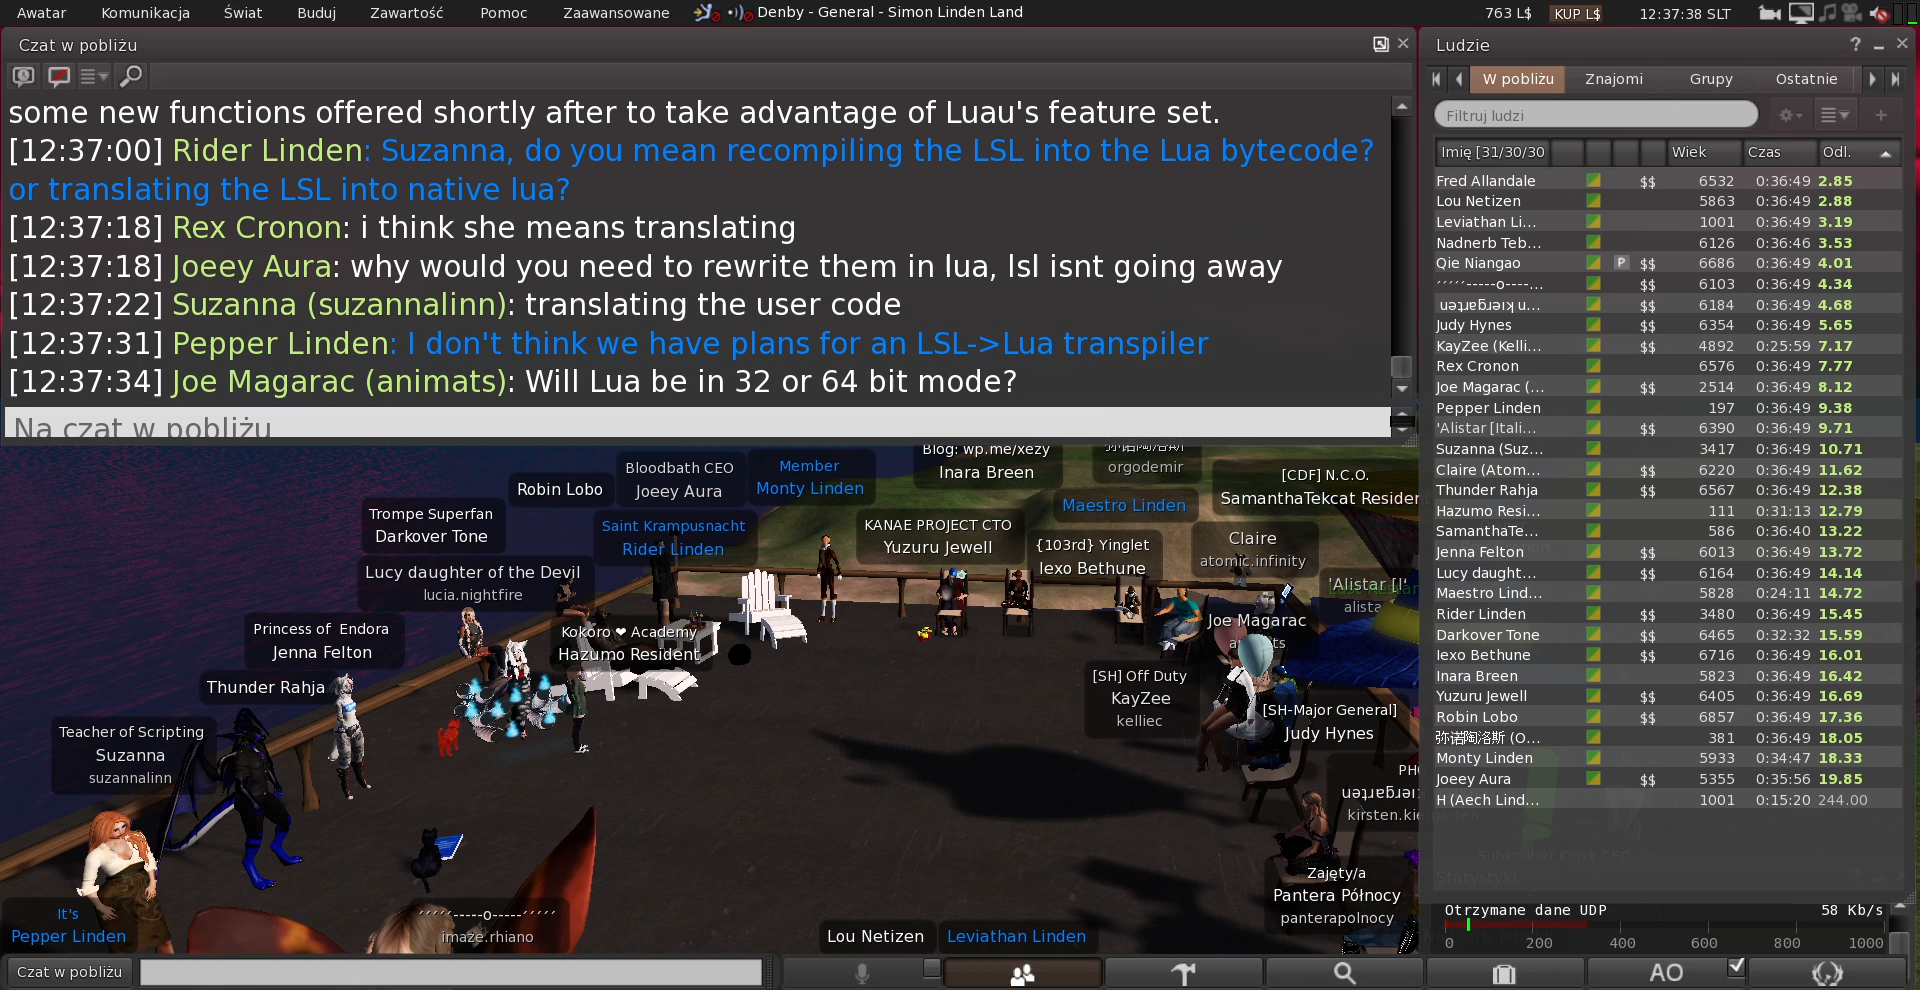 Awatar Komunikacja Świat Buduj Zawartość Pomoc Zaawansowane Denby - General - Simon Linden Land 763 L$ KUP L$ 12:37:38 SLT
Czat w pobliżu
some new functions offered shortly after to take advantage of Luau's feature set.
[12:37:00] Rider Linden: Suzanna, do you mean recompiling the LSL into the Lua bytecode?
or translating the LSL into native lua?
[12:37:18] Rex Cronon: i think she means translating
[12:37:18] Joeey Aura: why would you need to rewrite them in lua, lsl isnt going away
[12:37:22] Suzanna (suzannalinn): translating the user code
[12:37:31] Pepper Linden: I don't think we have plans for an LSL->Lua transpiler
[12:37:34] Joe Magarac (animats): Will Lua be in 32 or 64 bit mode?
Na czat w pobliżu
Blog: wp.me/xezy
Inara Breen
orgodemir
Bloodbath CEO
Joeey Aura
Member
Monty Linden
Robin Lobo
[CDF] N.C.O.
SamanthaTekcat Resider
Maestro Linden
Trompe Superfan
Darkover Tone
Saint Krampusnacht
Rider Linden
KANAE PROJECT CTO
Yuzuru Jewell
{103rd} Yinglet
Iexo Bethune
Claire
atomic.infinity
Lucy daughter of the Devil
lucia.nightfire
'Alistar [I'
alista
Joe Magarac
Princess of Endora
Jenna Felton
Kokoro ❤ Academy
Hazumo Resident
Thunder Rahja
[SH] Off Duty
KayZee
kelliec
[SH-Major General]
Judy Hynes
Teacher of Scripting
Suzanna
suzannalinn
kirsten.kie
Zajęty/a
Pantera Północy
panterapolnocy
It's
Pepper Linden
´´´´´-----o-----´´´´´
imaze.rhiano
Lou Netizen
Leviathan Linden
Czat w pobliżu
AO
Ludzie
W pobliżu Znajomi Grupy Ostatnie
Filtruj ludzi
Imię [31/30/30 Wiek Czas Odl.
Fred Allandale $$ 6532 0:36:49 2.85
Lou Netizen 5863 0:36:49 2.88
Leviathan Li... 1001 0:36:49 3.19
Nadnerb Teb... 6126 0:36:46 3.53
Qie Niangao P $$ 6686 0:36:49 4.01
´´´´´-----o----... $$ 6103 0:36:49 4.34
uǝʇɹɐƃɹǝıʞ u... $$ 6184 0:36:49 4.68
Judy Hynes $$ 6354 0:36:49 5.65
KayZee (Kelli... $$ 4892 0:25:59 7.17
Rex Cronon 6576 0:36:49 7.77
Joe Magarac (... $$ 2514 0:36:49 8.12
Pepper Linden 197 0:36:49 9.38
'Alistar [Itali... $$ 6390 0:36:49 9.71
Suzanna (Suz... 3417 0:36:49 10.71
Claire (Atom... $$ 6220 0:36:49 11.62
Thunder Rahja $$ 6567 0:36:49 12.38
Hazumo Resi... 111 0:31:13 12.79
SamanthaTe... 586 0:36:40 13.22
Jenna Felton $$ 6013 0:36:49 13.72
Lucy daught... $$ 6164 0:36:49 14.14
Maestro Lind... 5828 0:24:11 14.72
Rider Linden $$ 3480 0:36:49 15.45
Darkover Tone $$ 6465 0:32:32 15.59
Iexo Bethune $$ 6716 0:36:49 16.01
Inara Breen 5823 0:36:49 16.42
Yuzuru Jewell $$ 6405 0:36:49 16.69
Robin Lobo $$ 6857 0:36:49 17.36
弥诺陶洛斯 (O... 381 0:36:49 18.05
Monty Linden 5933 0:34:47 18.33
Joeey Aura $$ 5355 0:35:56 19.85
H (Aech Lind... 1001 0:15:20 244.00
Otrzymane dane UDP 58 Kb/s
0 200 400 600 800 1000